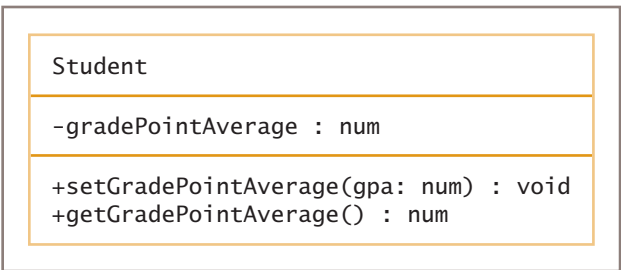 Student
-gradePointAverage : num
+setGradePointAverage(gpa: num) : void
+getGradePointAverage() : num